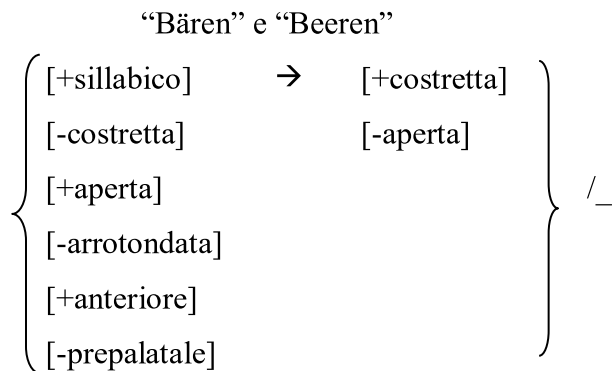 “Bären” e “Beeren”
[+sillabico] → [+costretta]
[-costretta] [-aperta]
[+aperta] /_
[-arrotondata]
[+anteriore]
[-prepalatale]